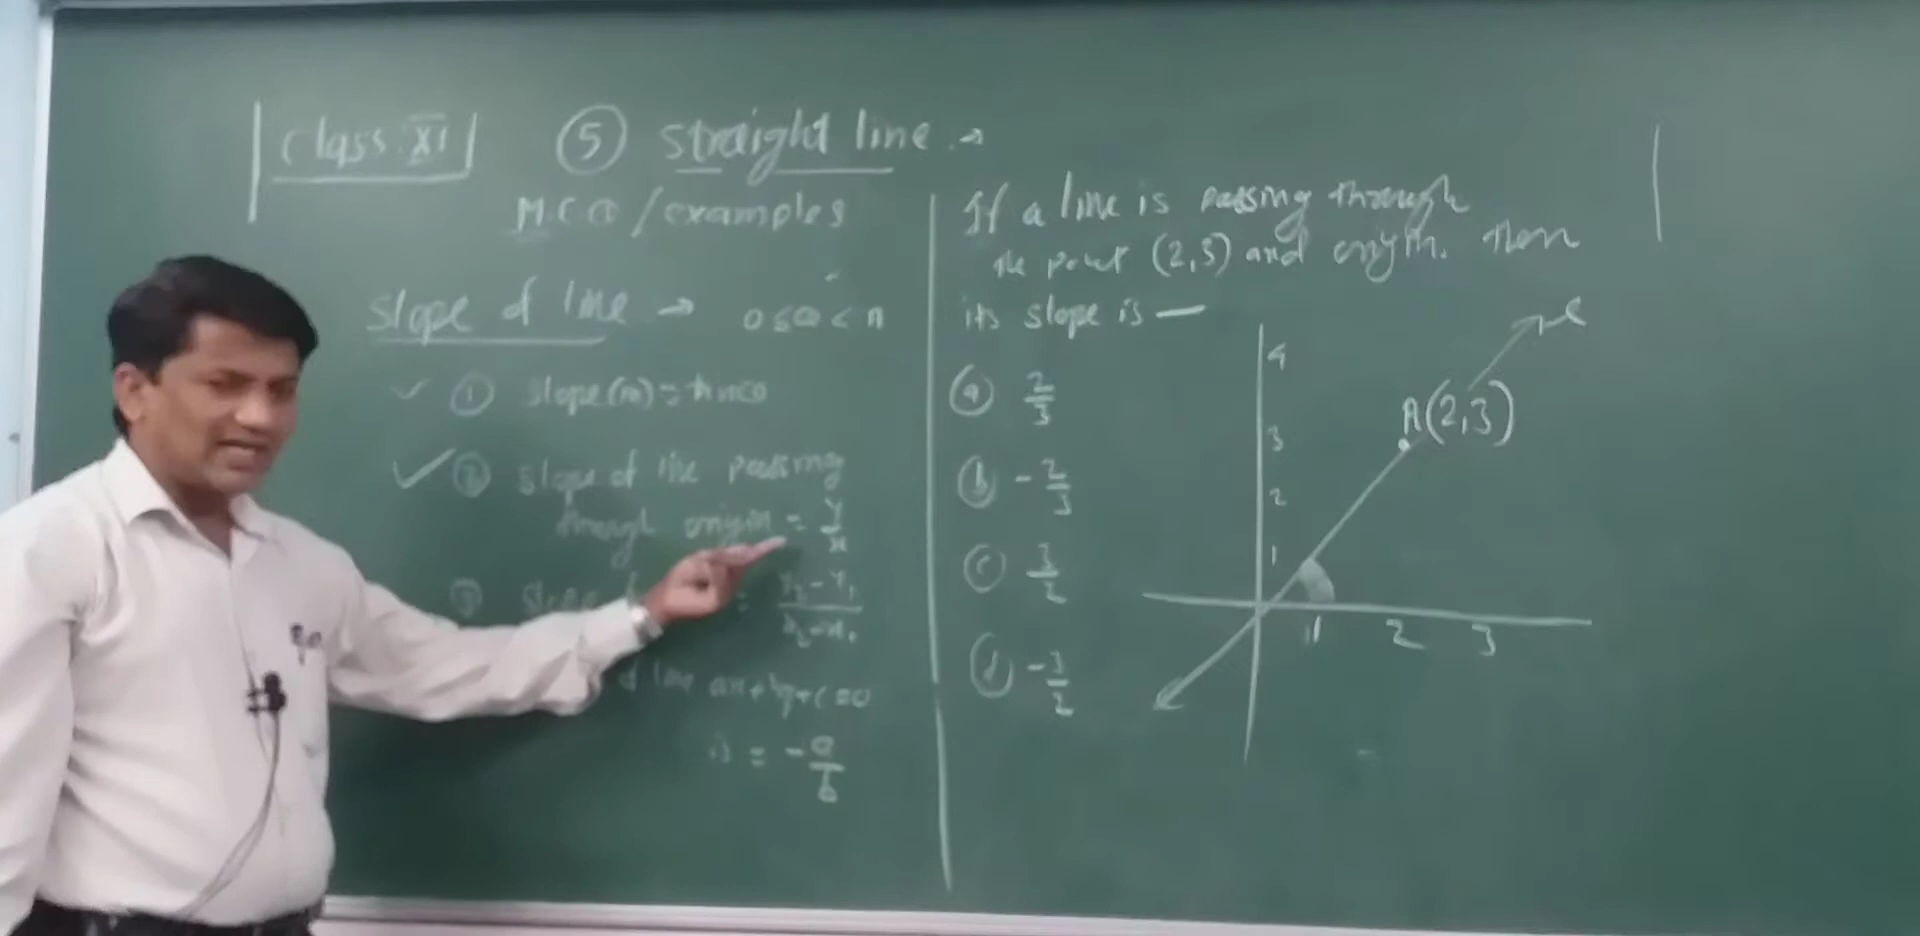 Class: XI
⑤ straight line →
M.C.Q / examples
Slope of line → 0 ≤ θ < π
① slope (m) = tan θ
② slope of line passing
through origin = y/x
③ slope = y₂ - y₁ / x₂ - x₁
of line ax + by + c = 0
is = - a/b
If a line is passing through
the point (2,3) and origin. then
its slope is —
ⓐ 2/3
ⓑ - 2/3
ⓒ 3/2
ⓓ - 3/2
4
A(2,3)
3
2
1
1 2 3